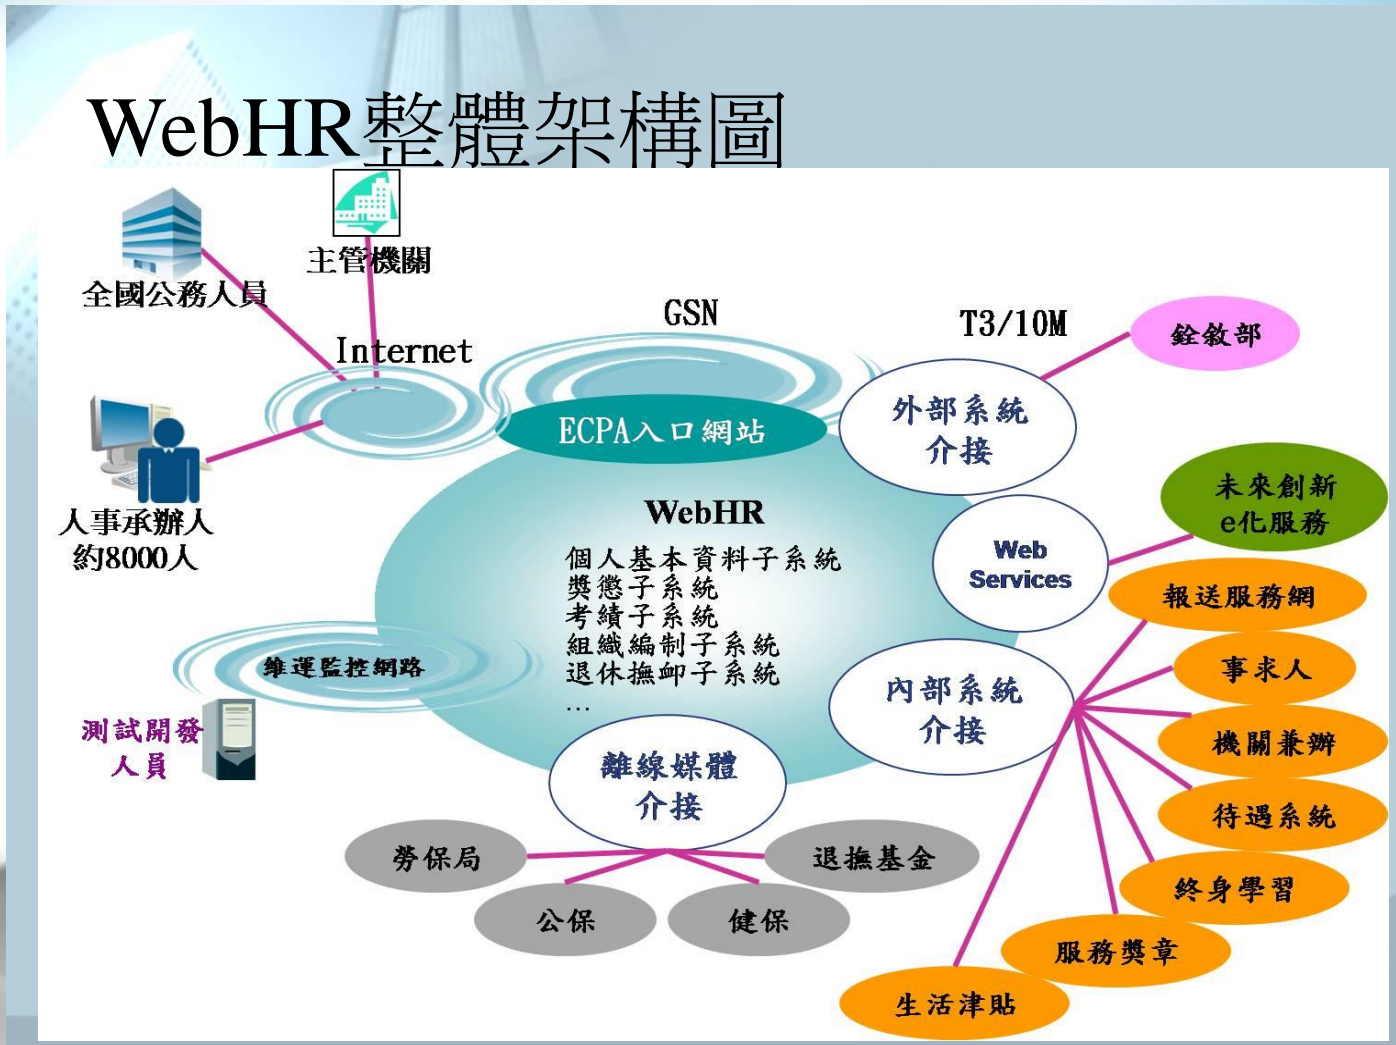 WebHR整體架構圖
主管機關
全國公務人員
GSN
T3/10M
Internet
銓敘部
ECPA入口網站
外部系統
介接
人事承辦人
約8000人
WebHR
個人基本資料子系統
獎懲子系統
考績子系統
組織編制子系統
退休撫卹子系統
...
Web
Services
未來創新
e化服務
報送服務網
事求人
機關兼辦
待遇系統
終身學習
服務獎章
生活津貼
內部系統
介接
維運監控網路
測試開發
人員
離線媒體
介接
勞保局
公保
健保
退撫基金